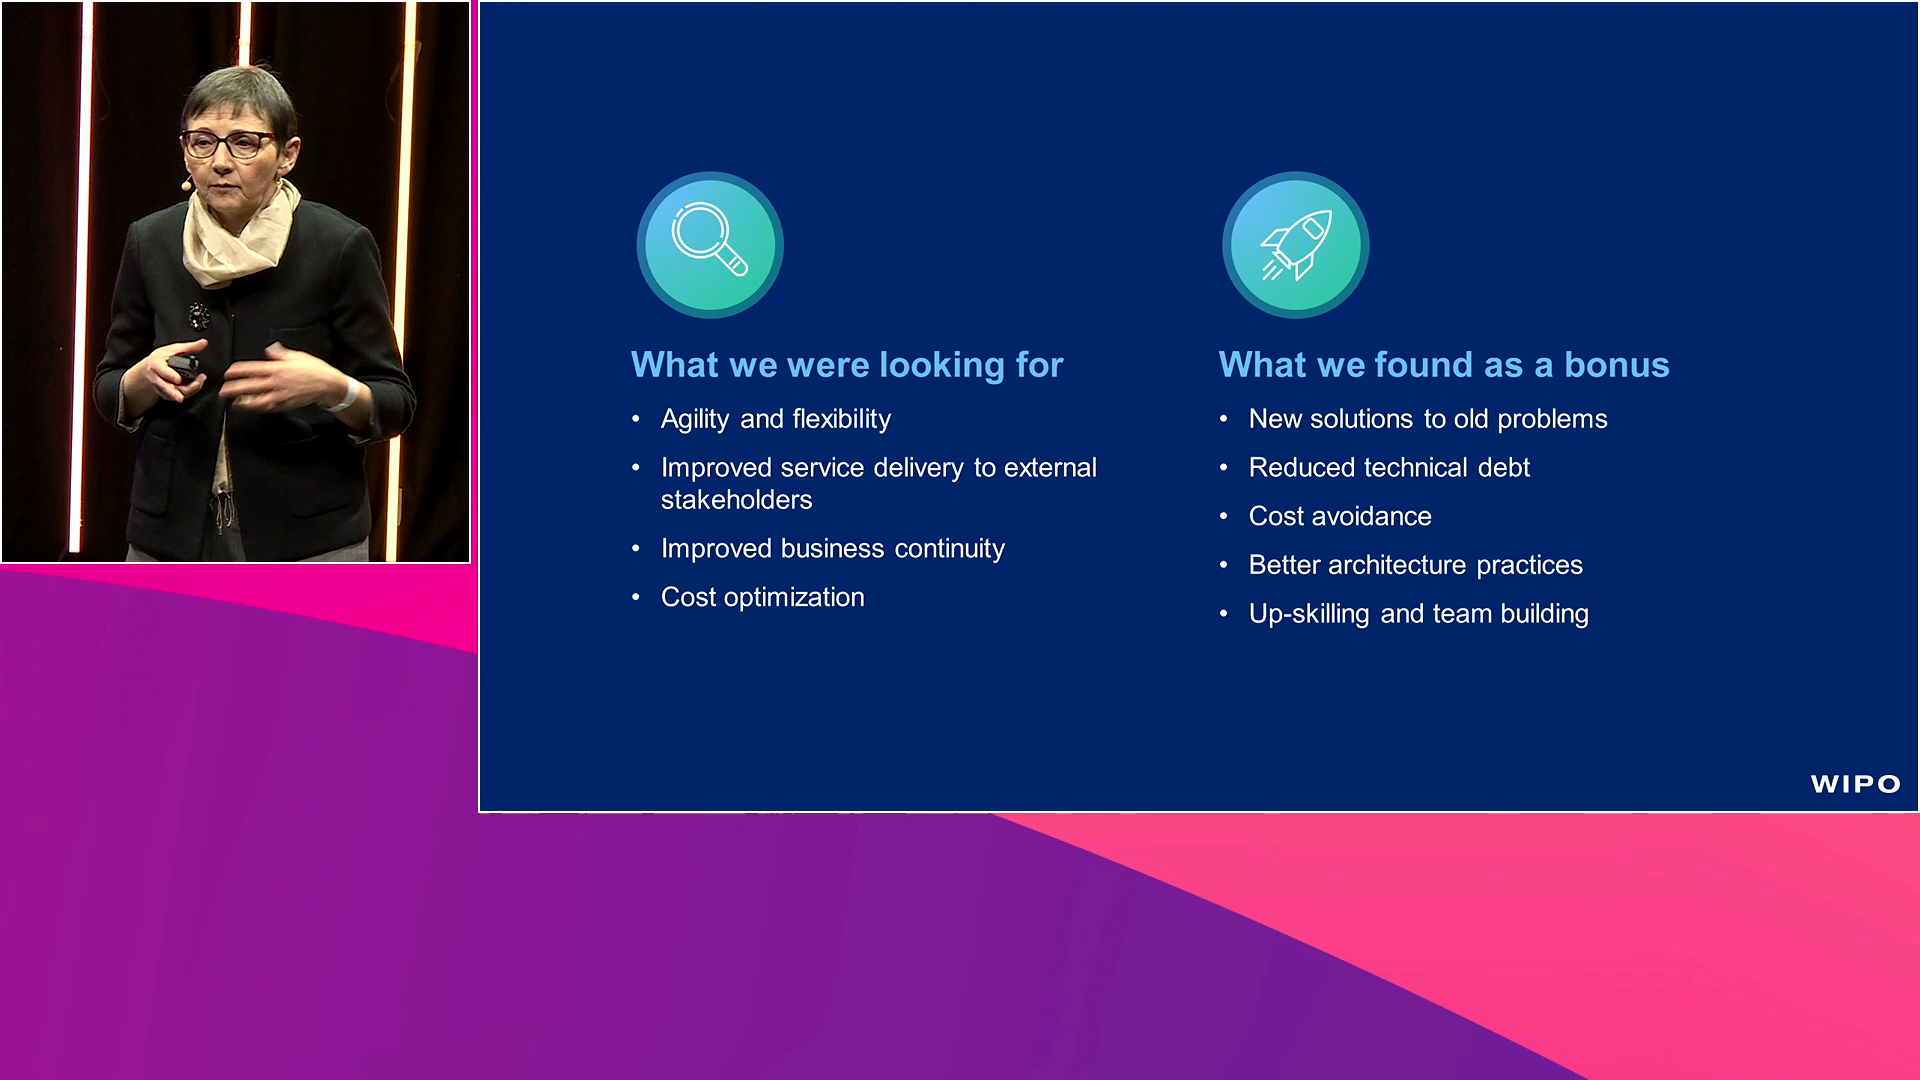 What we were looking for
• Agility and flexibility
• Improved service delivery to external
stakeholders
• Improved business continuity
• Cost optimization
What we found as a bonus
• New solutions to old problems
• Reduced technical debt
• Cost avoidance
• Better architecture practices
• Up-skilling and team building
WIPO